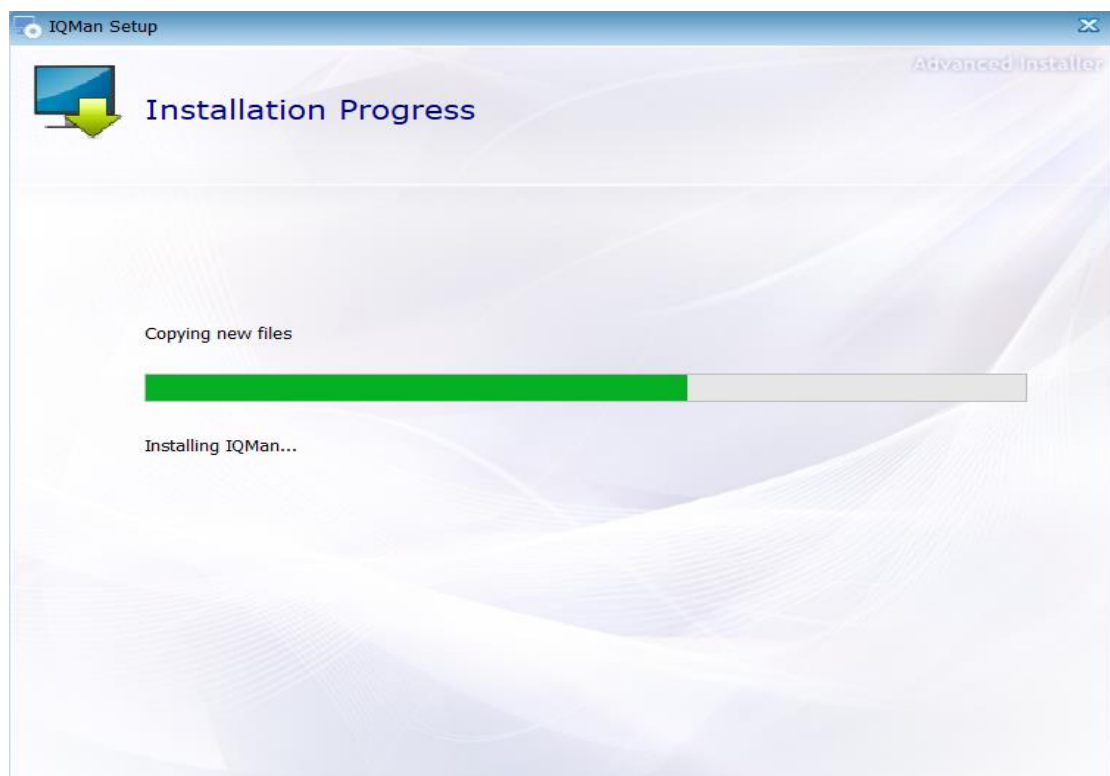 IQMan Setup
Advanced Installer
Installation Progress
Copying new files
Installing IQMan...